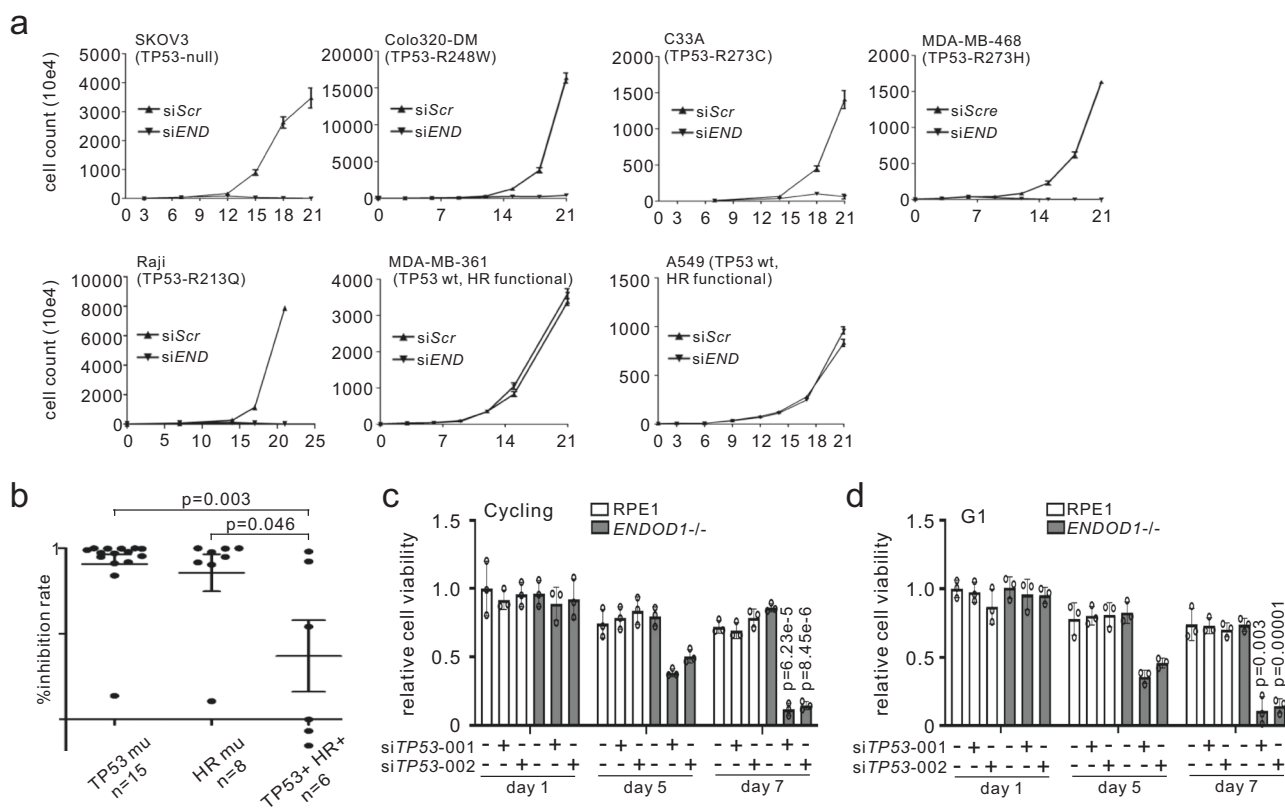 a
SKOV3
(TP53-null)
cell count (10e4)
5000
4000
3000
2000
1000
0
siScr
siEND
0 3 6 9 12 15 18 21
Colo320-DM
(TP53-R248W)
20000
15000
10000
5000
0
siScr
siEND
0 7 14 21
C33A
(TP53-R273C)
2000
1500
1000
500
0
siScr
siEND
0 3 6 9 12 15 18 21
MDA-MB-468
(TP53-R273H)
2000
1500
1000
500
0
siScre
siEND
0 7 14 21
Raji
(TP53-R213Q)
cell count (10e4)
10000
8000
6000
4000
2000
0
siScr
siEND
0 5 10 15 20 25
MDA-MB-361
(TP53 wt, HR functional)
4000
3000
2000
1000
0
siScr
siEND
0 7 14 21
A549 (TP53 wt,
HR functional)
1500
1000
500
0
siScr
siEND
0 3 6 9 12 15 18 21
b
p=0.003
p=0.046
%inhibition rate
1
TP53 mu
n=15
HR mu
n=8
TP53+ HR+
n=6
c
Cycling
RPE1
ENDOD1-/-
relative cell viability
1.5
1.0
0.5
0
p=6.23e-5
p=8.45e-6
siTP53-001 - + - - + - - + - - + - - + - - + -
siTP53-002 - - + - - + - - + - - + - - + - - +
day 1 day 5 day 7
d
G1
RPE1
ENDOD1-/-
relative cell viability
1.5
1.0
0.5
0
p=0.003
p=0.00001
siTP53-001 - + - - + - - + - - + - - + - - + -
siTP53-002 - - + - - + - - + - - + - - + - - +
day 1 day 5 day 7